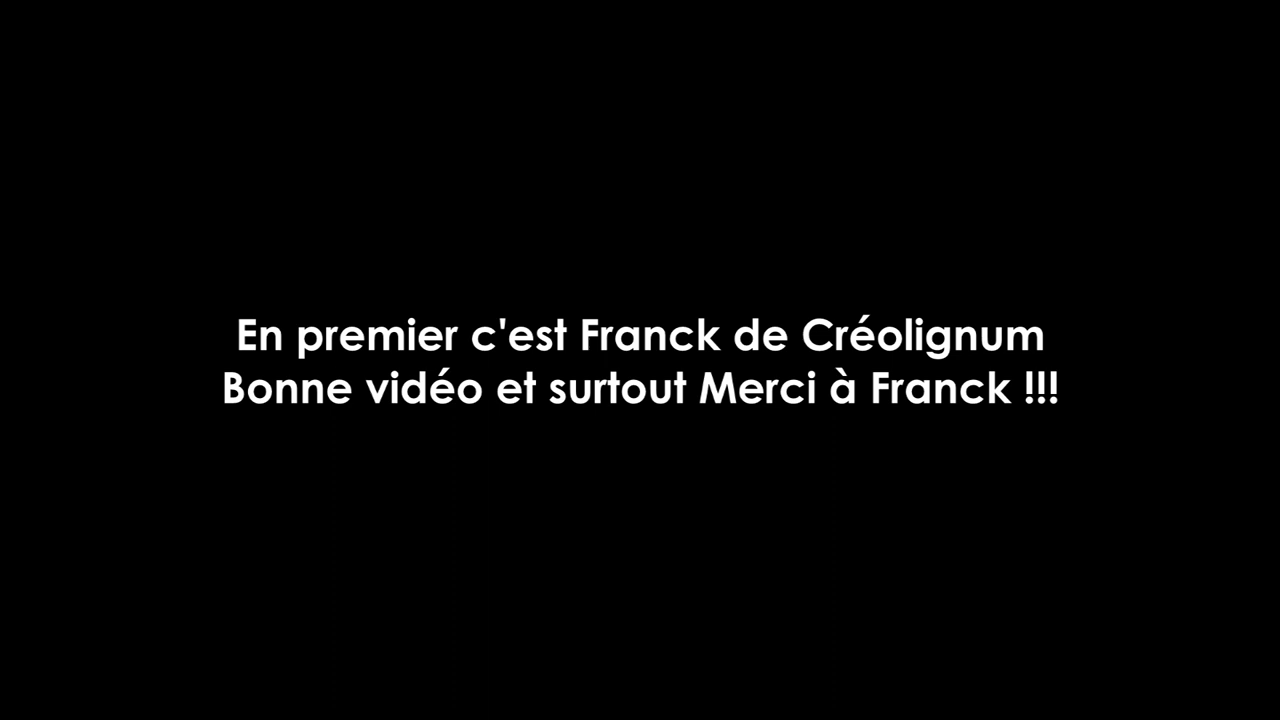 En premier c'est Franck de Créolignum
Bonne vidéo et surtout Merci à Franck !!!